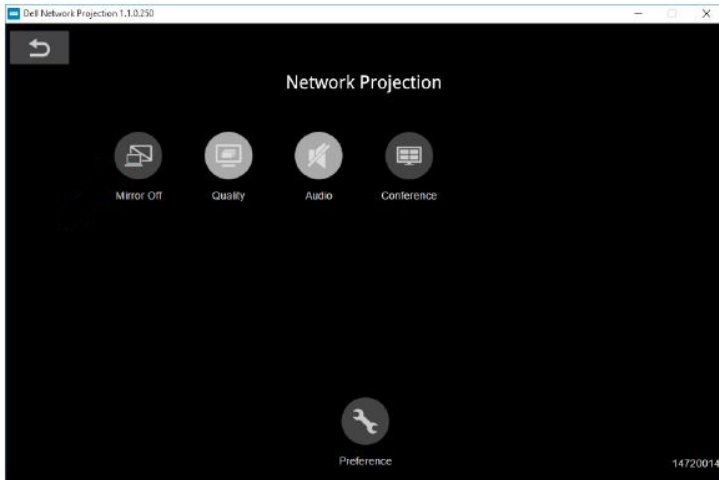 Dell Network Projection 1.1.0.250
Network Projection
Mirror Off Quality Audio Conference
Preference
14720014